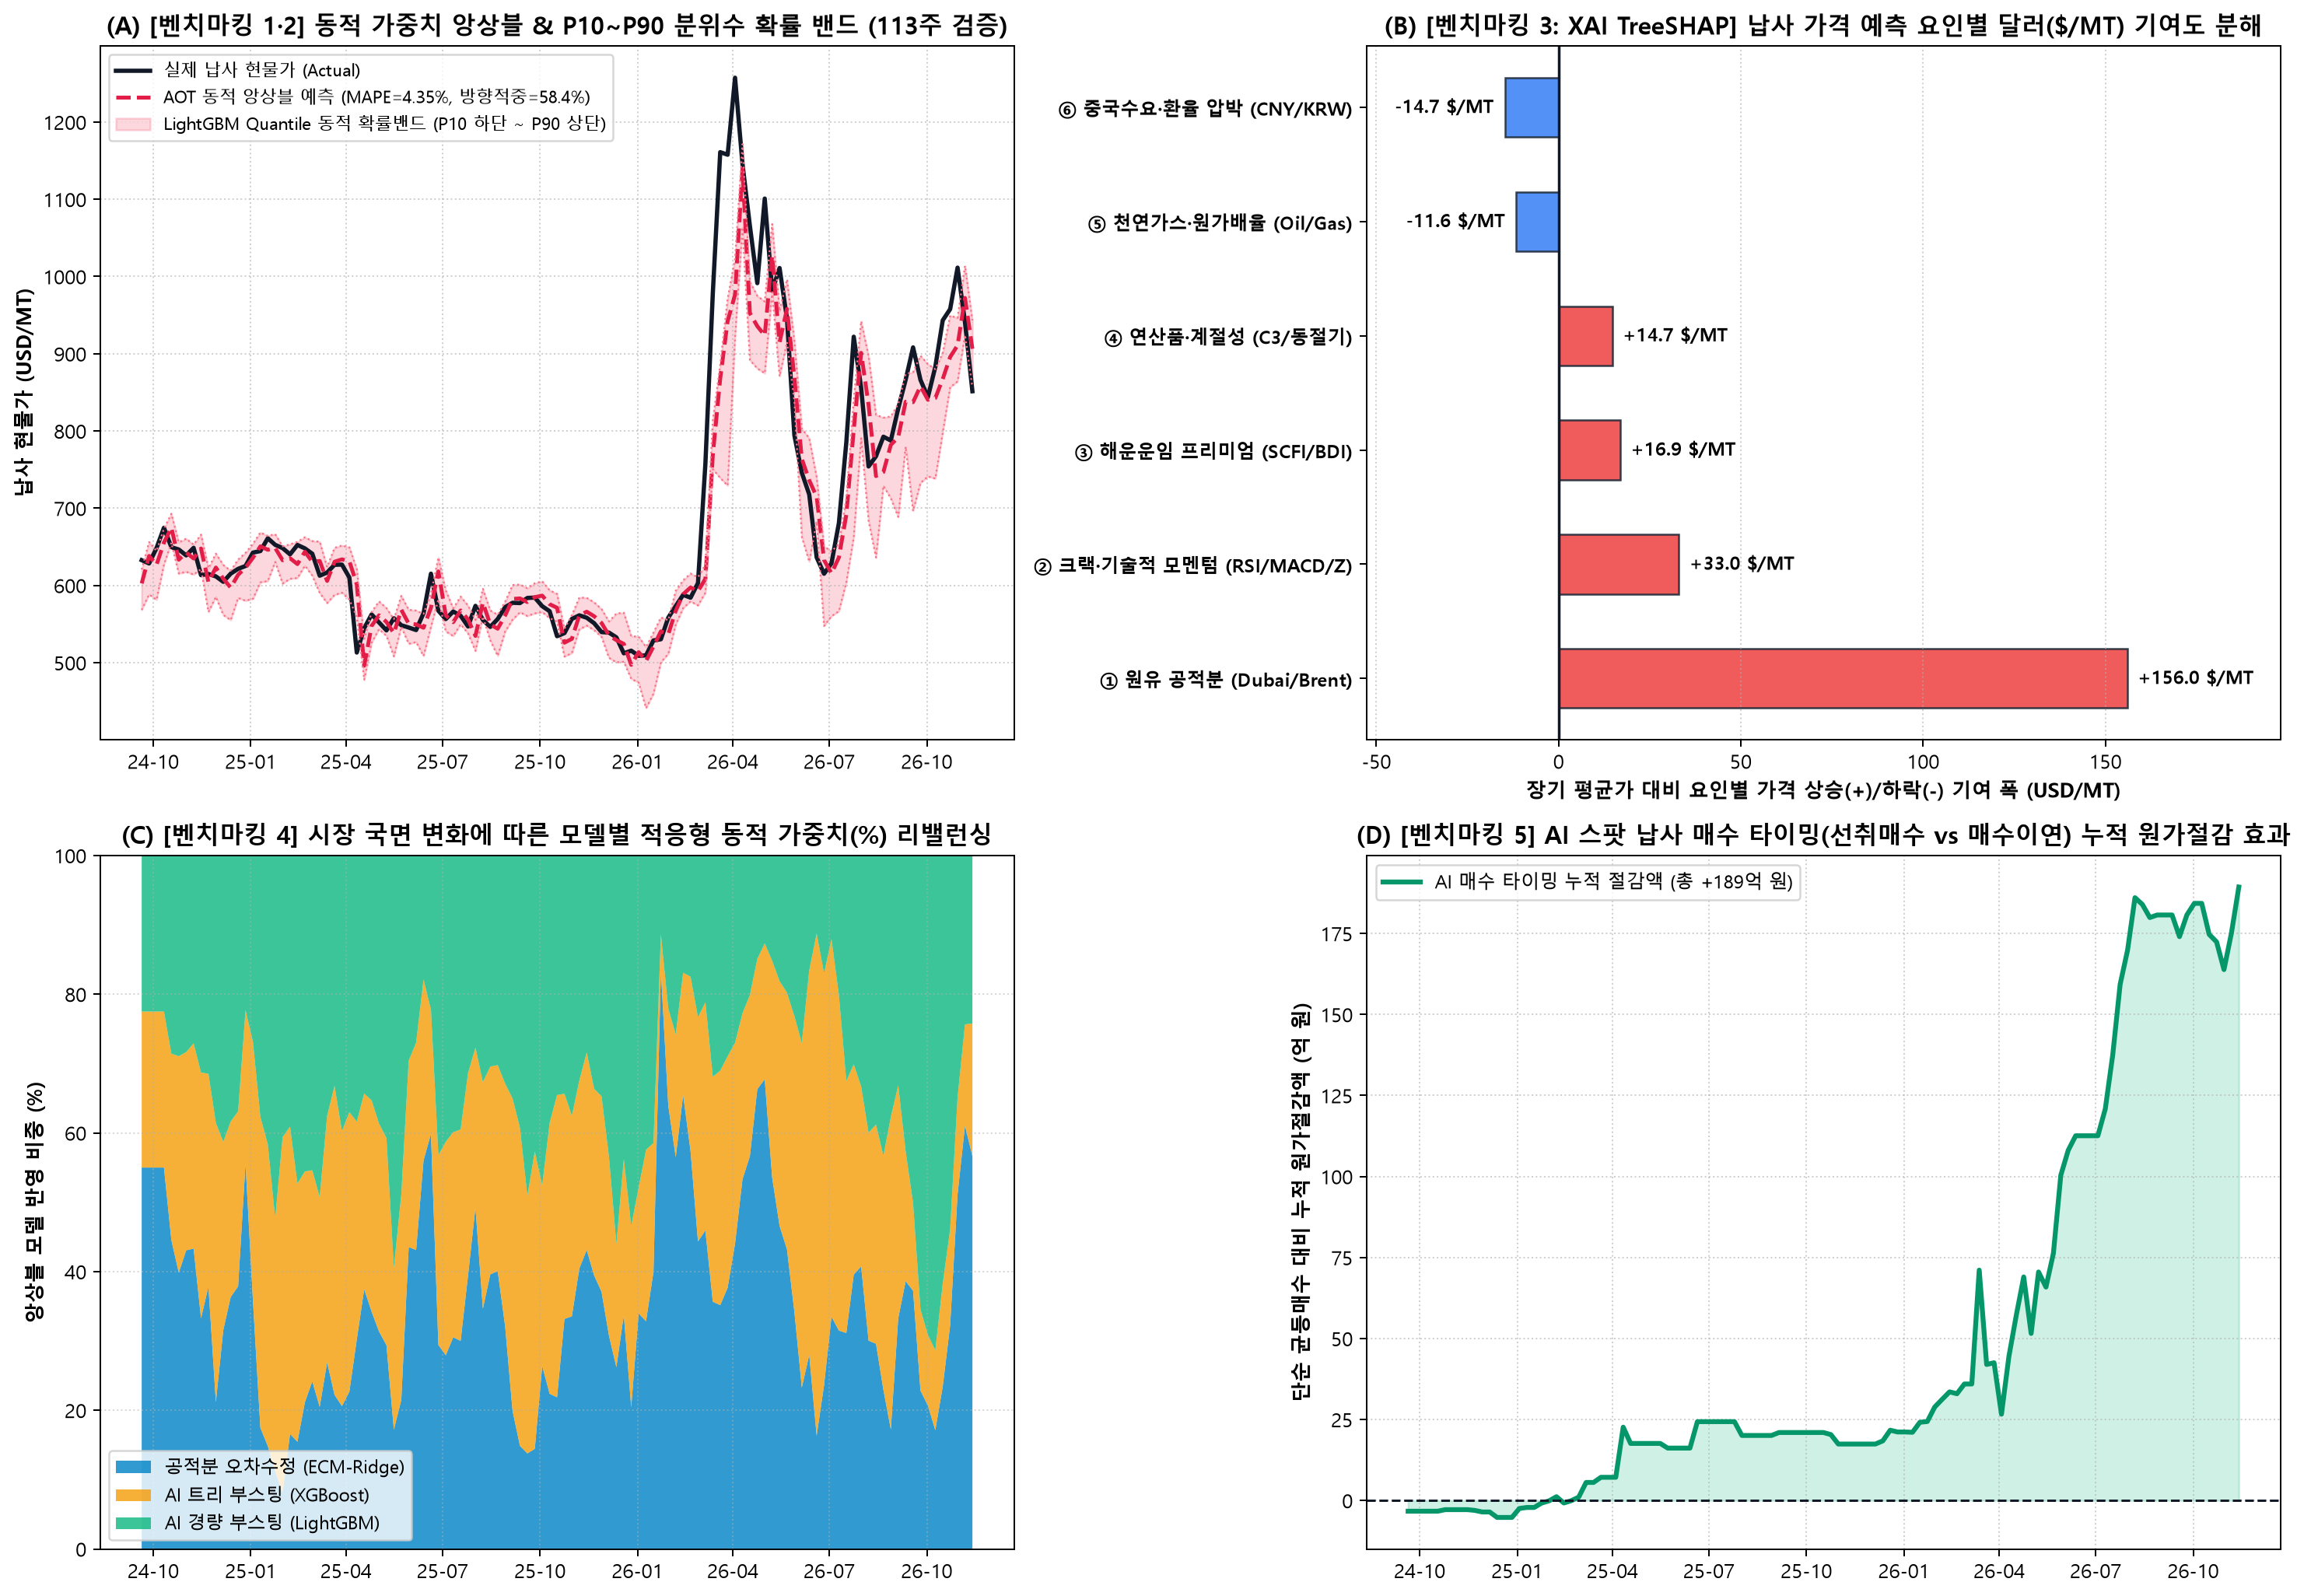 (A) [벤치마킹 1·2] 동적 가중치 앙상블 & P10~P90 분위수 확률 밴드 (113주 검증)
실제 납사 현물가 (Actual)
AOT 동적 앙상블 예측 (MAPE=4.35%, 방향적중=58.4%)
LightGBM Quantile 동적 확률밴드 (P10 하단 ~ P90 상단)
납사 현물가 (USD/MT)
1200
1100
1000
900
800
700
600
500
24-10
25-01
25-04
25-07
25-10
26-01
26-04
26-07
26-10
(B) [벤치마킹 3: XAI TreeSHAP] 납사 가격 예측 요인별 달러($/MT) 기여도 분해
⑥ 중국수요·환율 압박 (CNY/KRW)
-14.7 $/MT
⑤ 천연가스·원가배율 (Oil/Gas)
-11.6 $/MT
④ 연산품·계절성 (C3/동절기)
+14.7 $/MT
③ 해운운임 프리미엄 (SCFI/BDI)
+16.9 $/MT
② 크랙·기술적 모멘텀 (RSI/MACD/Z)
+33.0 $/MT
① 원유 공적분 (Dubai/Brent)
+156.0 $/MT
-50
0
50
100
150
장기 평균가 대비 요인별 가격 상승(+)/하락(-) 기여 폭 (USD/MT)
(C) [벤치마킹 4] 시장 국면 변화에 따른 모델별 적응형 동적 가중치(%) 리밸런싱
앙상블 모델 반영 비중 (%)
100
80
60
40
20
0
공적분 오차수정 (ECM-Ridge)
AI 트리 부스팅 (XGBoost)
AI 경량 부스팅 (LightGBM)
24-10
25-01
25-04
25-07
25-10
26-01
26-04
26-07
26-10
(D) [벤치마킹 5] AI 스팟 납사 매수 타이밍(선취매수 vs 매수이연) 누적 원가절감 효과
AI 매수 타이밍 누적 절감액 (총 +189억 원)
단순 균등매수 대비 누적 원가절감액 (억 원)
175
150
125
100
75
50
25
0
24-10
25-01
25-04
25-07
25-10
26-01
26-04
26-07
26-10